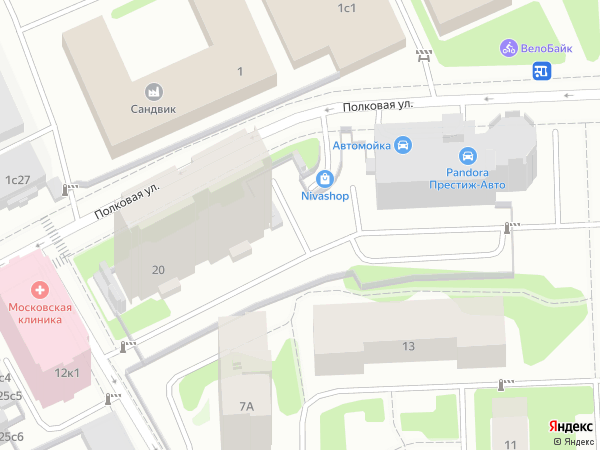 1с1
ВелоБайк
1
Сандвик
Полковая ул.
Автомойка
Pandora
Престиж-Авто
1с27
Nivashop
Полковая ул.
20
Московская
клиника
13
12к1
с4
25с5
7А
25с6
11
Яндекс
© Яндекс